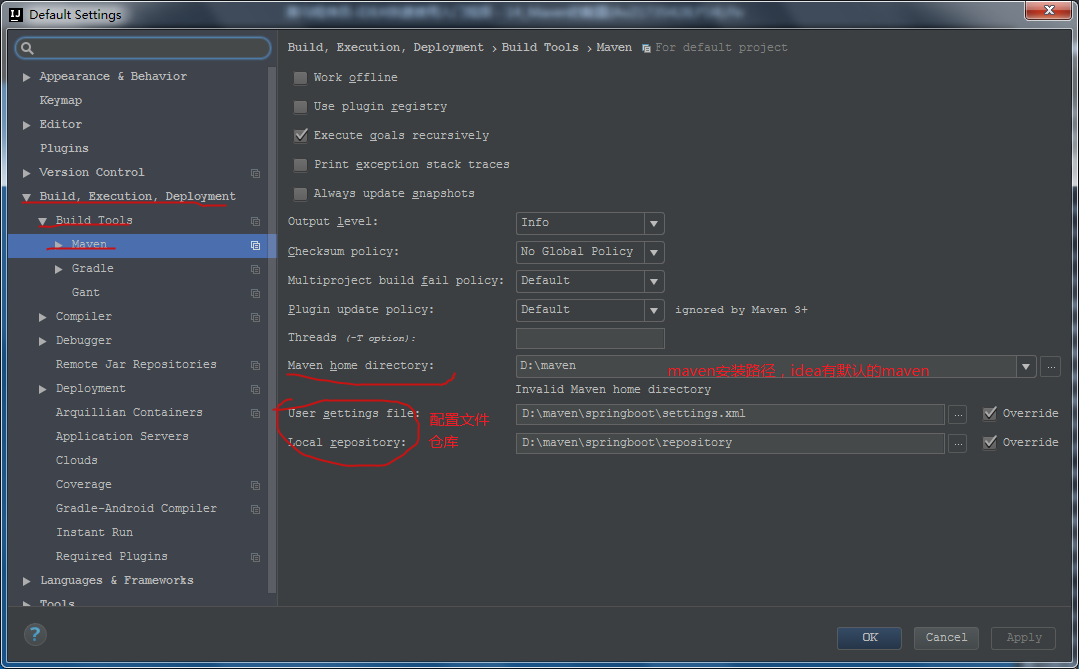 Default Settings
Appearance & Behavior
Keymap
Editor
Plugins
Version Control
Build, Execution, Deployment
Build Tools
Maven
Gradle
Gant
Compiler
Debugger
Remote Jar Repositories
Deployment
Arquillian Containers
Application Servers
Clouds
Coverage
Gradle-Android Compiler
Instant Run
Required Plugins
Languages & Frameworks
Tools
Build, Execution, Deployment › Build Tools › Maven For default project
Work offline
Use plugin registry
Execute goals recursively
Print exception stack traces
Always update snapshots
Output level: Info
Checksum policy: No Global Policy
Multiproject build fail policy: Default
Plugin update policy: Default ignored by Maven 3+
Threads (-T option):
Maven home directory: D:\maven ...
maven安装路径，idea有默认的maven
Invalid Maven home directory
User settings file: D:\maven\springboot\settings.xml ... Override
配置文件
Local repository: D:\maven\springboot\repository ... Override
仓库
? OK Cancel Apply